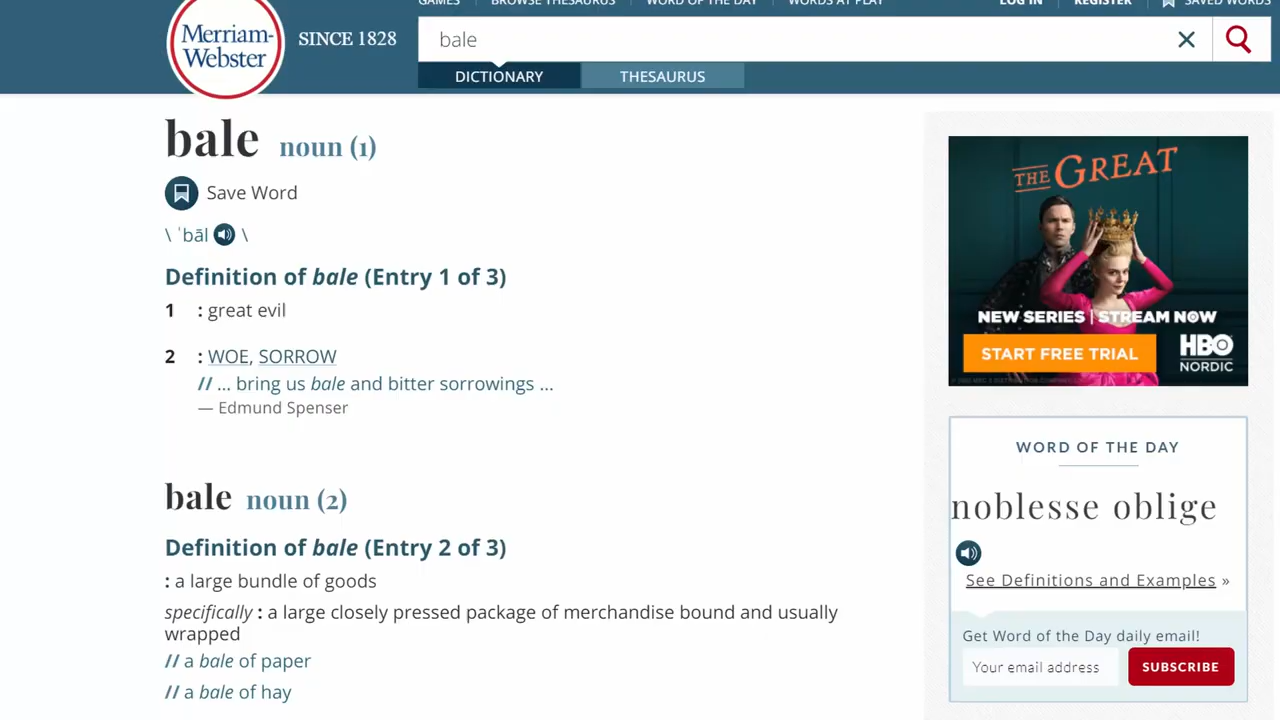 GAMES
BROWSE THESAURUS
WORD OF THE DAY
WORDS AT PLAY
LOG IN
REGISTER
SAVED WORDS
Merriam-
Webster
SINCE 1828
bale
DICTIONARY
THESAURUS
bale noun (1)
Save Word
\ ˈbāl \
Definition of bale (Entry 1 of 3)
1 : great evil
2 : WOE, SORROW
// ... bring us bale and bitter sorrowings ...
— Edmund Spenser
bale noun (2)
Definition of bale (Entry 2 of 3)
: a large bundle of goods
specifically : a large closely pressed package of merchandise bound and usually
wrapped
// a bale of paper
// a bale of hay
THE GREAT
NEW SERIES | STREAM NOW
START FREE TRIAL
HBO
NORDIC
WORD OF THE DAY
noblesse oblige
See Definitions and Examples »
Get Word of the Day daily email!
Your email address
SUBSCRIBE